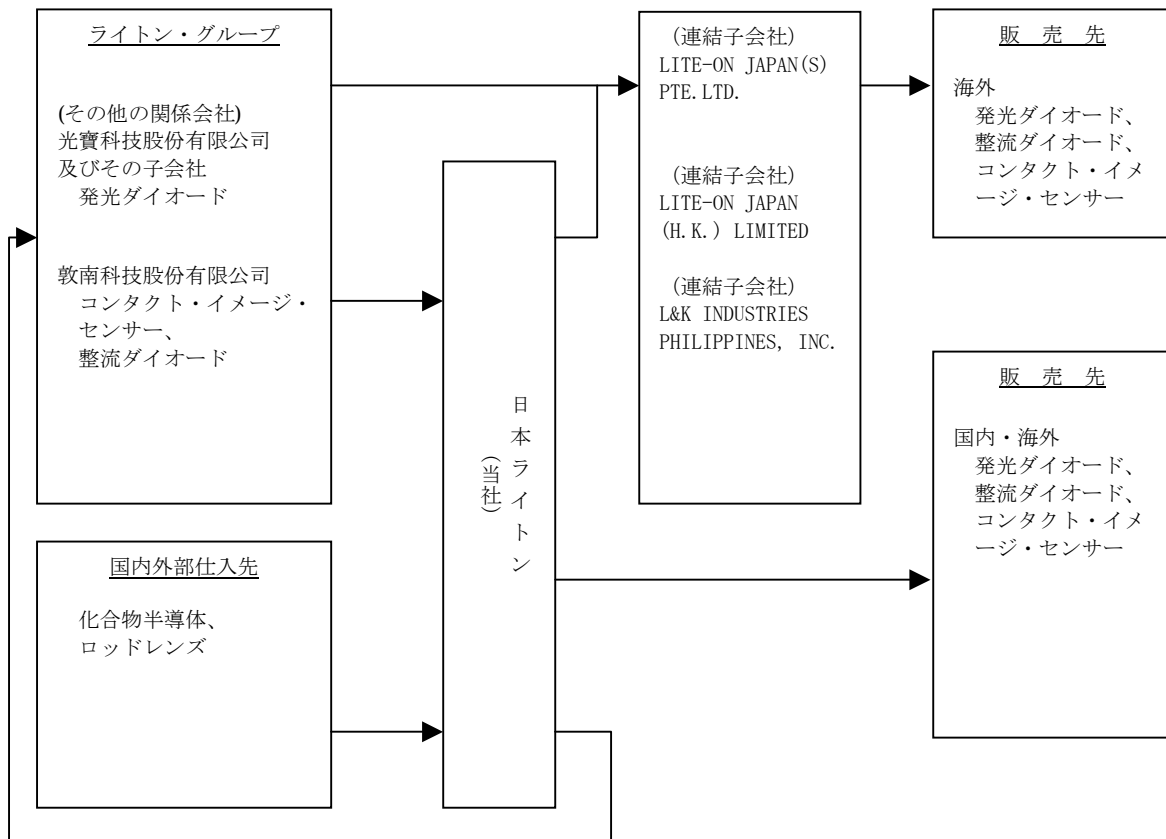 ライトン・グループ
(その他の関係会社)
光寶科技股份有限公司
及びその子会社
発光ダイオード
敦南科技股份有限公司
コンタクト・イメージ・
センサー、
整流ダイオード
国内外部仕入先
化合物半導体、
ロッドレンズ
日本ライトン
(当社)
(連結子会社)
LITE-ON JAPAN(S)
PTE.LTD.
(連結子会社)
LITE-ON JAPAN
(H.K.) LIMITED
(連結子会社)
L&K INDUSTRIES
PHILIPPINES, INC.
販 売 先
海外
発光ダイオード、
整流ダイオード、
コンタクト・イメ
ージ・センサー
販 売 先
国内・海外
発光ダイオード、
整流ダイオード、
コンタクト・イメ
ージ・センサー